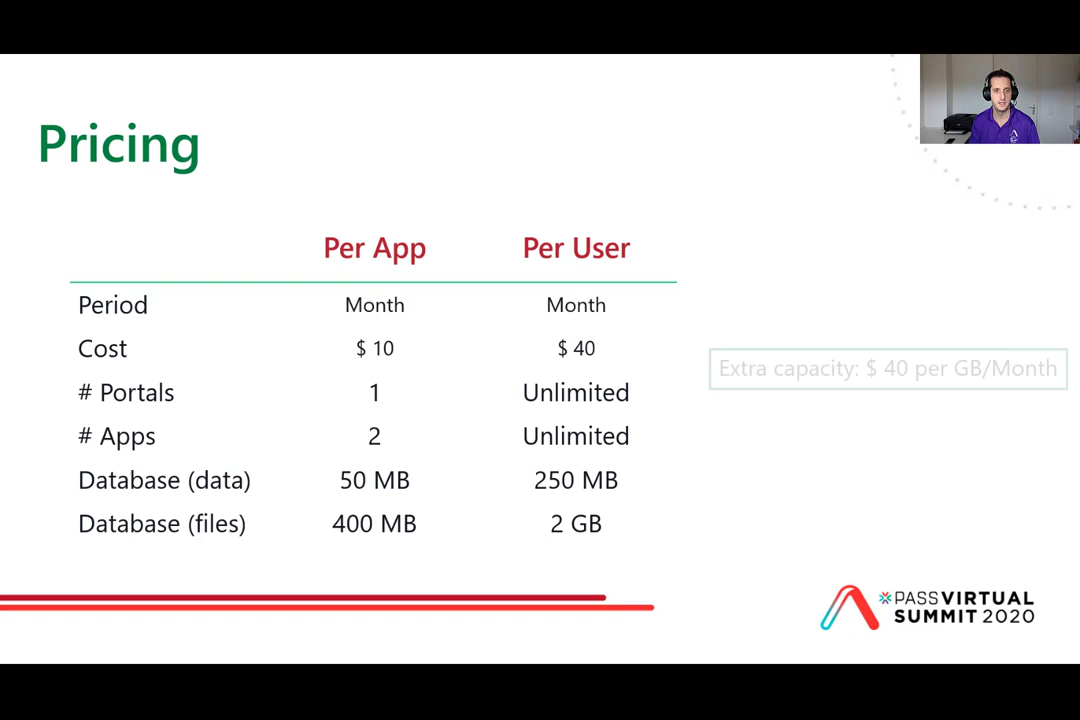 Pricing
Per App Per User
Period Month Month
Cost $ 10 $ 40
# Portals 1 Unlimited
# Apps 2 Unlimited
Database (data) 50 MB 250 MB
Database (files) 400 MB 2 GB
Extra capacity: $ 40 per GB/Month
PASS VIRTUAL
SUMMIT 2020